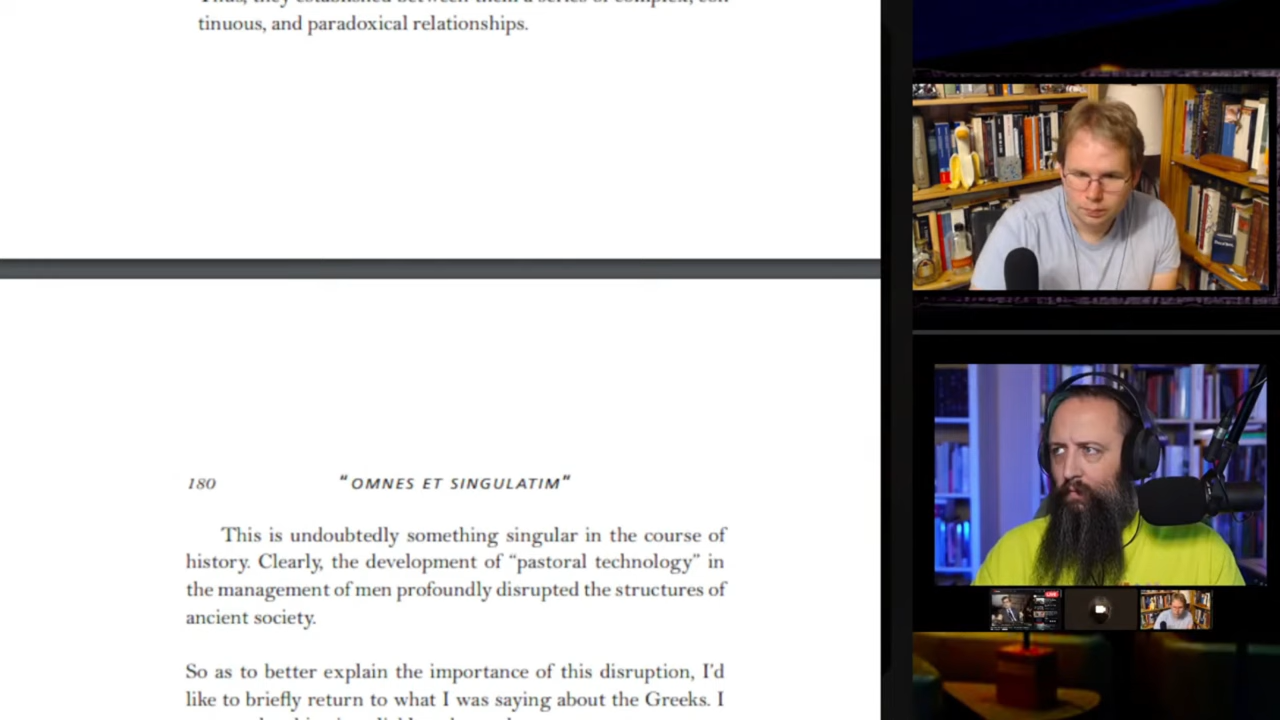 tinuous, and paradoxical relationships.
180 “OMNES ET SINGULATIM”
This is undoubtedly something singular in the course of
history. Clearly, the development of “pastoral technology” in
the management of men profoundly disrupted the structures of
ancient society.
So as to better explain the importance of this disruption, I’d
like to briefly return to what I was saying about the Greeks. I